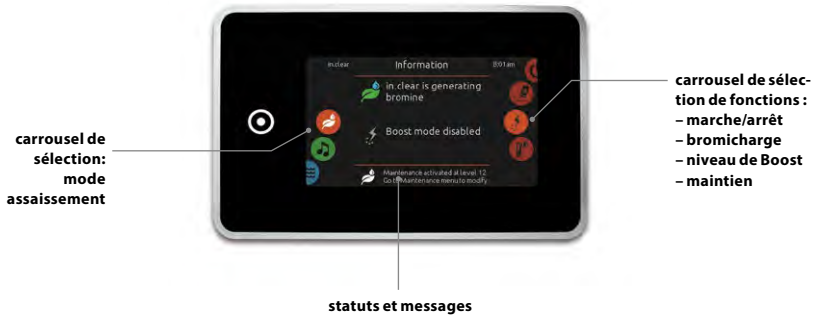 in.clear Information 8:01am
in.clear is generating
bromine
Boost mode disabled
Maintenance activated at level 12
Go to Maintenance menu to modify
carrousel de
sélection:
mode
assaissement
carrousel de sélec-
tion de fonctions :
– marche/arrêt
– bromicharge
– niveau de Boost
– maintien
statuts et messages